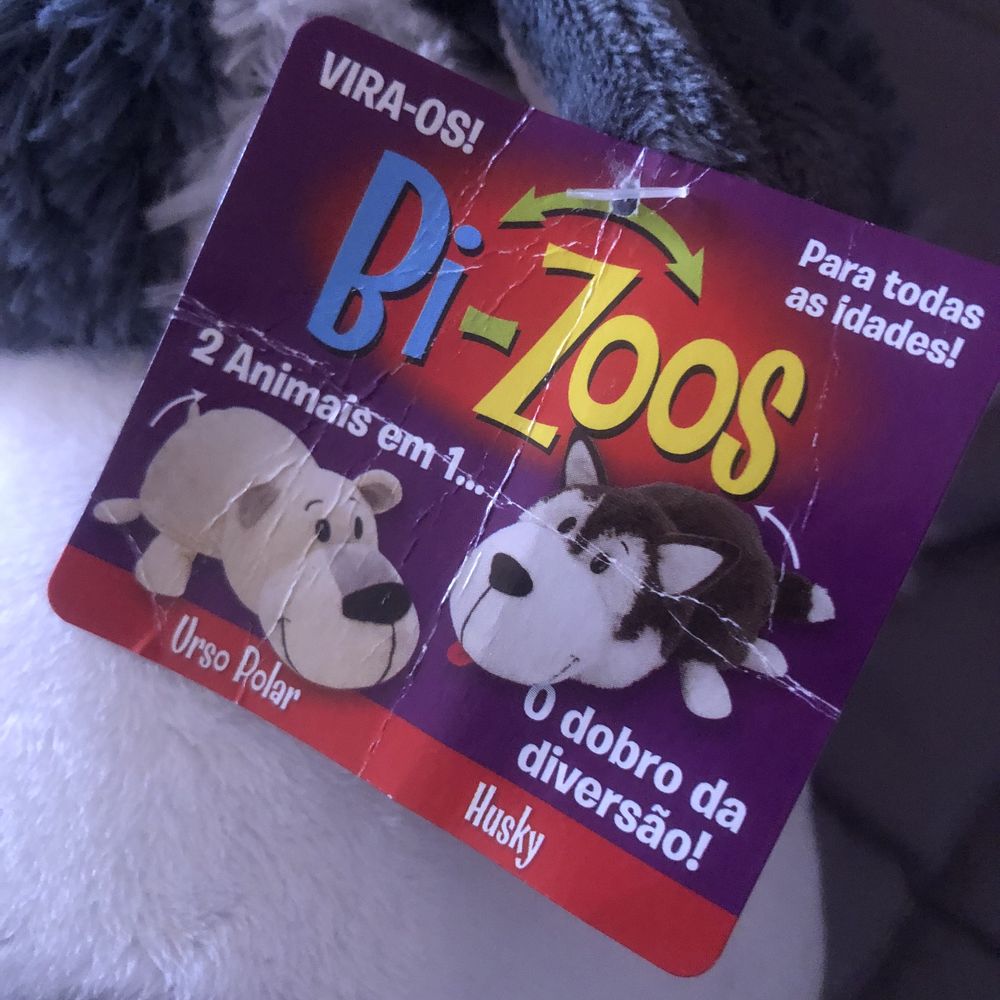 VIRA-OS!
Bi-Zoos
Para todas
as idades!
2 Animais em 1...
Urso Polar
O dobro da
diversão!
Husky